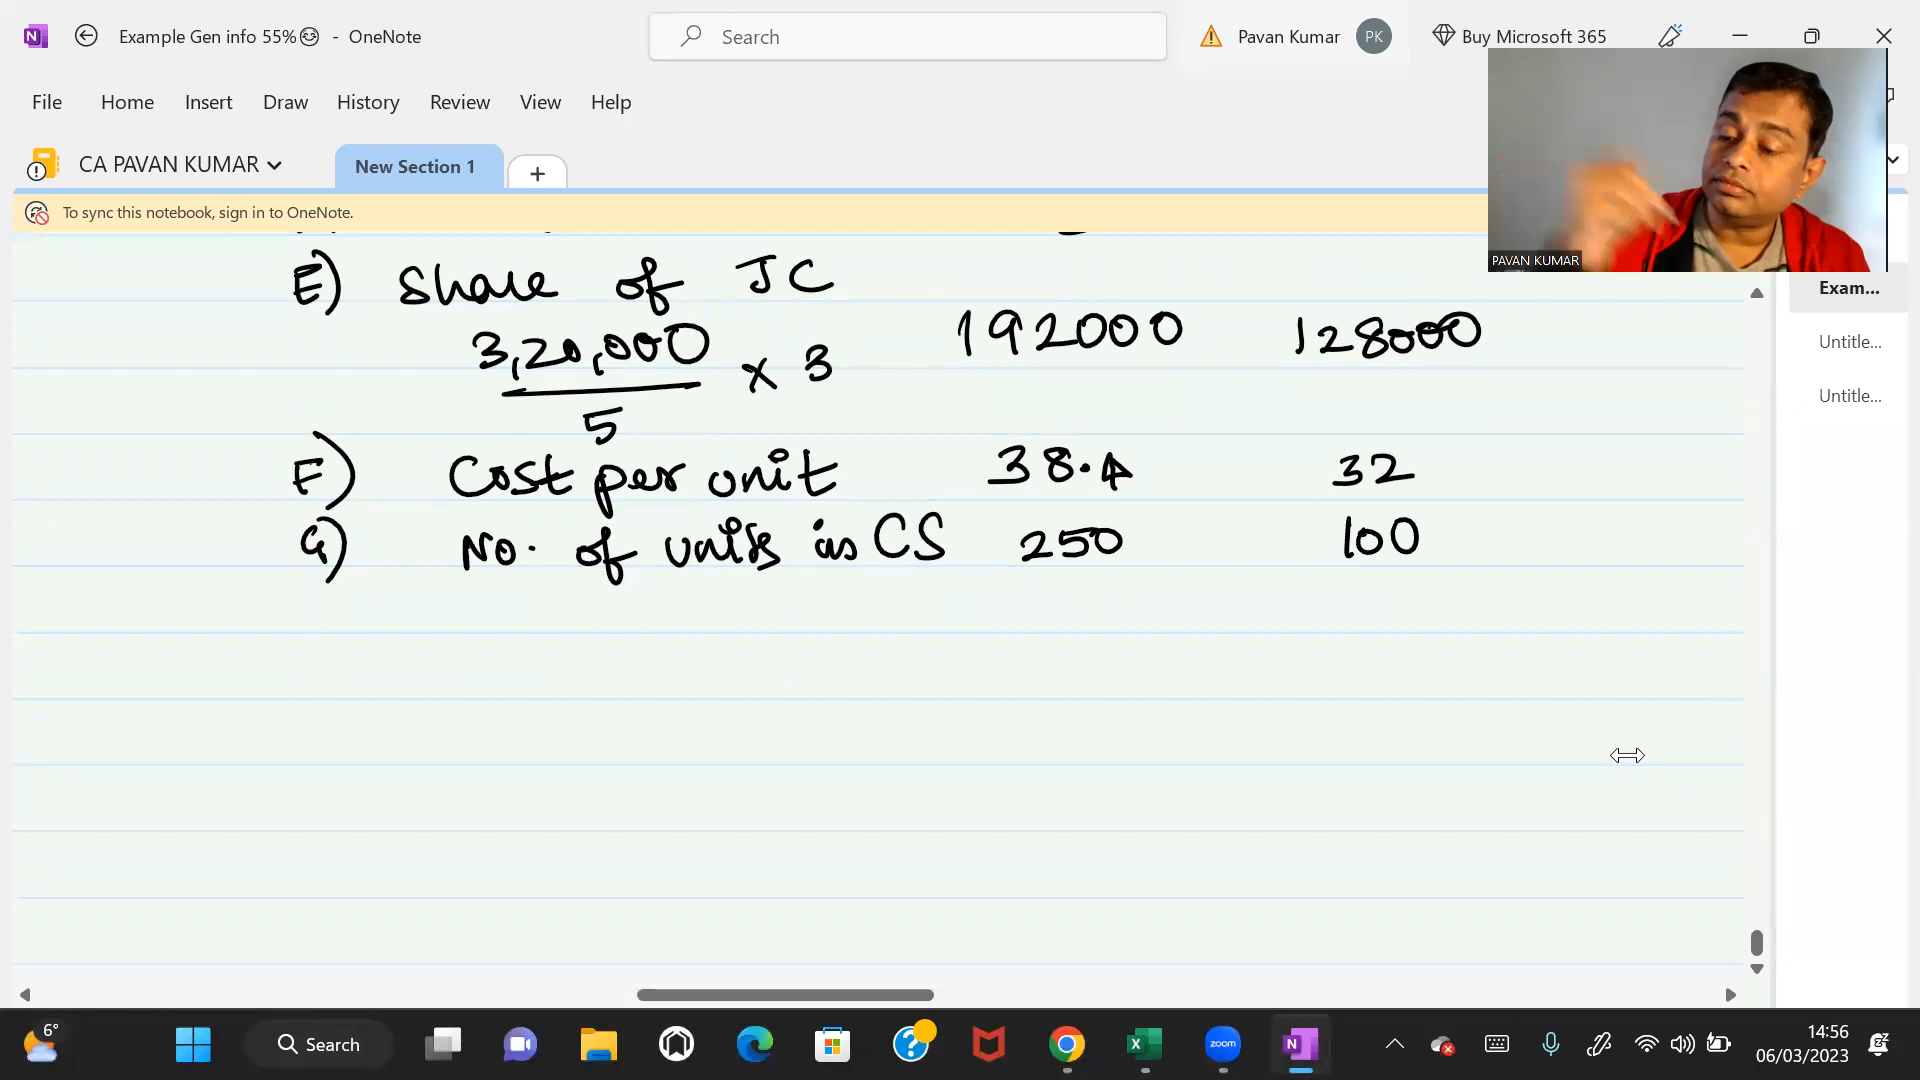 Example Gen info 55% - OneNote
Search
Pavan Kumar
PK
Buy Microsoft 365
File Home Insert Draw History Review View Help
CA PAVAN KUMAR
New Section 1
+
To sync this notebook, sign in to OneNote.
PAVAN KUMAR
Exam...
Untitle...
Untitle...
E) Share of JC
3,20,000 x 3 192000 128000
5
F) Cost per unit 38.4 32
G) No. of units in CS 250 100
6°
Search
zoom
14:56
06/03/2023